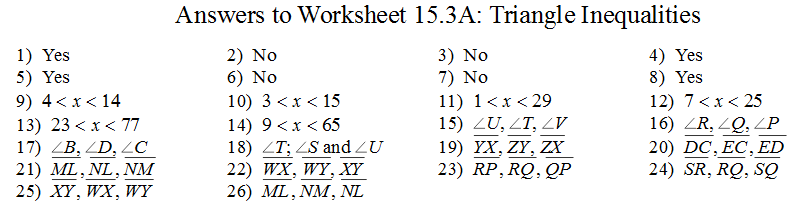 Answers to Worksheet 15.3A: Triangle Inequalities
1) Yes 2) No 3) No 4) Yes
5) Yes 6) No 7) No 8) Yes
9) 4 < x < 14 10) 3 < x < 15 11) 1 < x < 29 12) 7 < x < 25
13) 23 < x < 77 14) 9 < x < 65 15) ∠U, ∠T, ∠V 16) ∠R, ∠Q, ∠P
17) ∠B, ∠D, ∠C 18) ∠T; ∠S and ∠U 19) YX, ZY, ZX 20) DC, EC, ED
21) ML, NL, NM 22) WX, WY, XY 23) RP, RQ, QP 24) SR, RQ, SQ
25) XY, WX, WY 26) ML, NM, NL